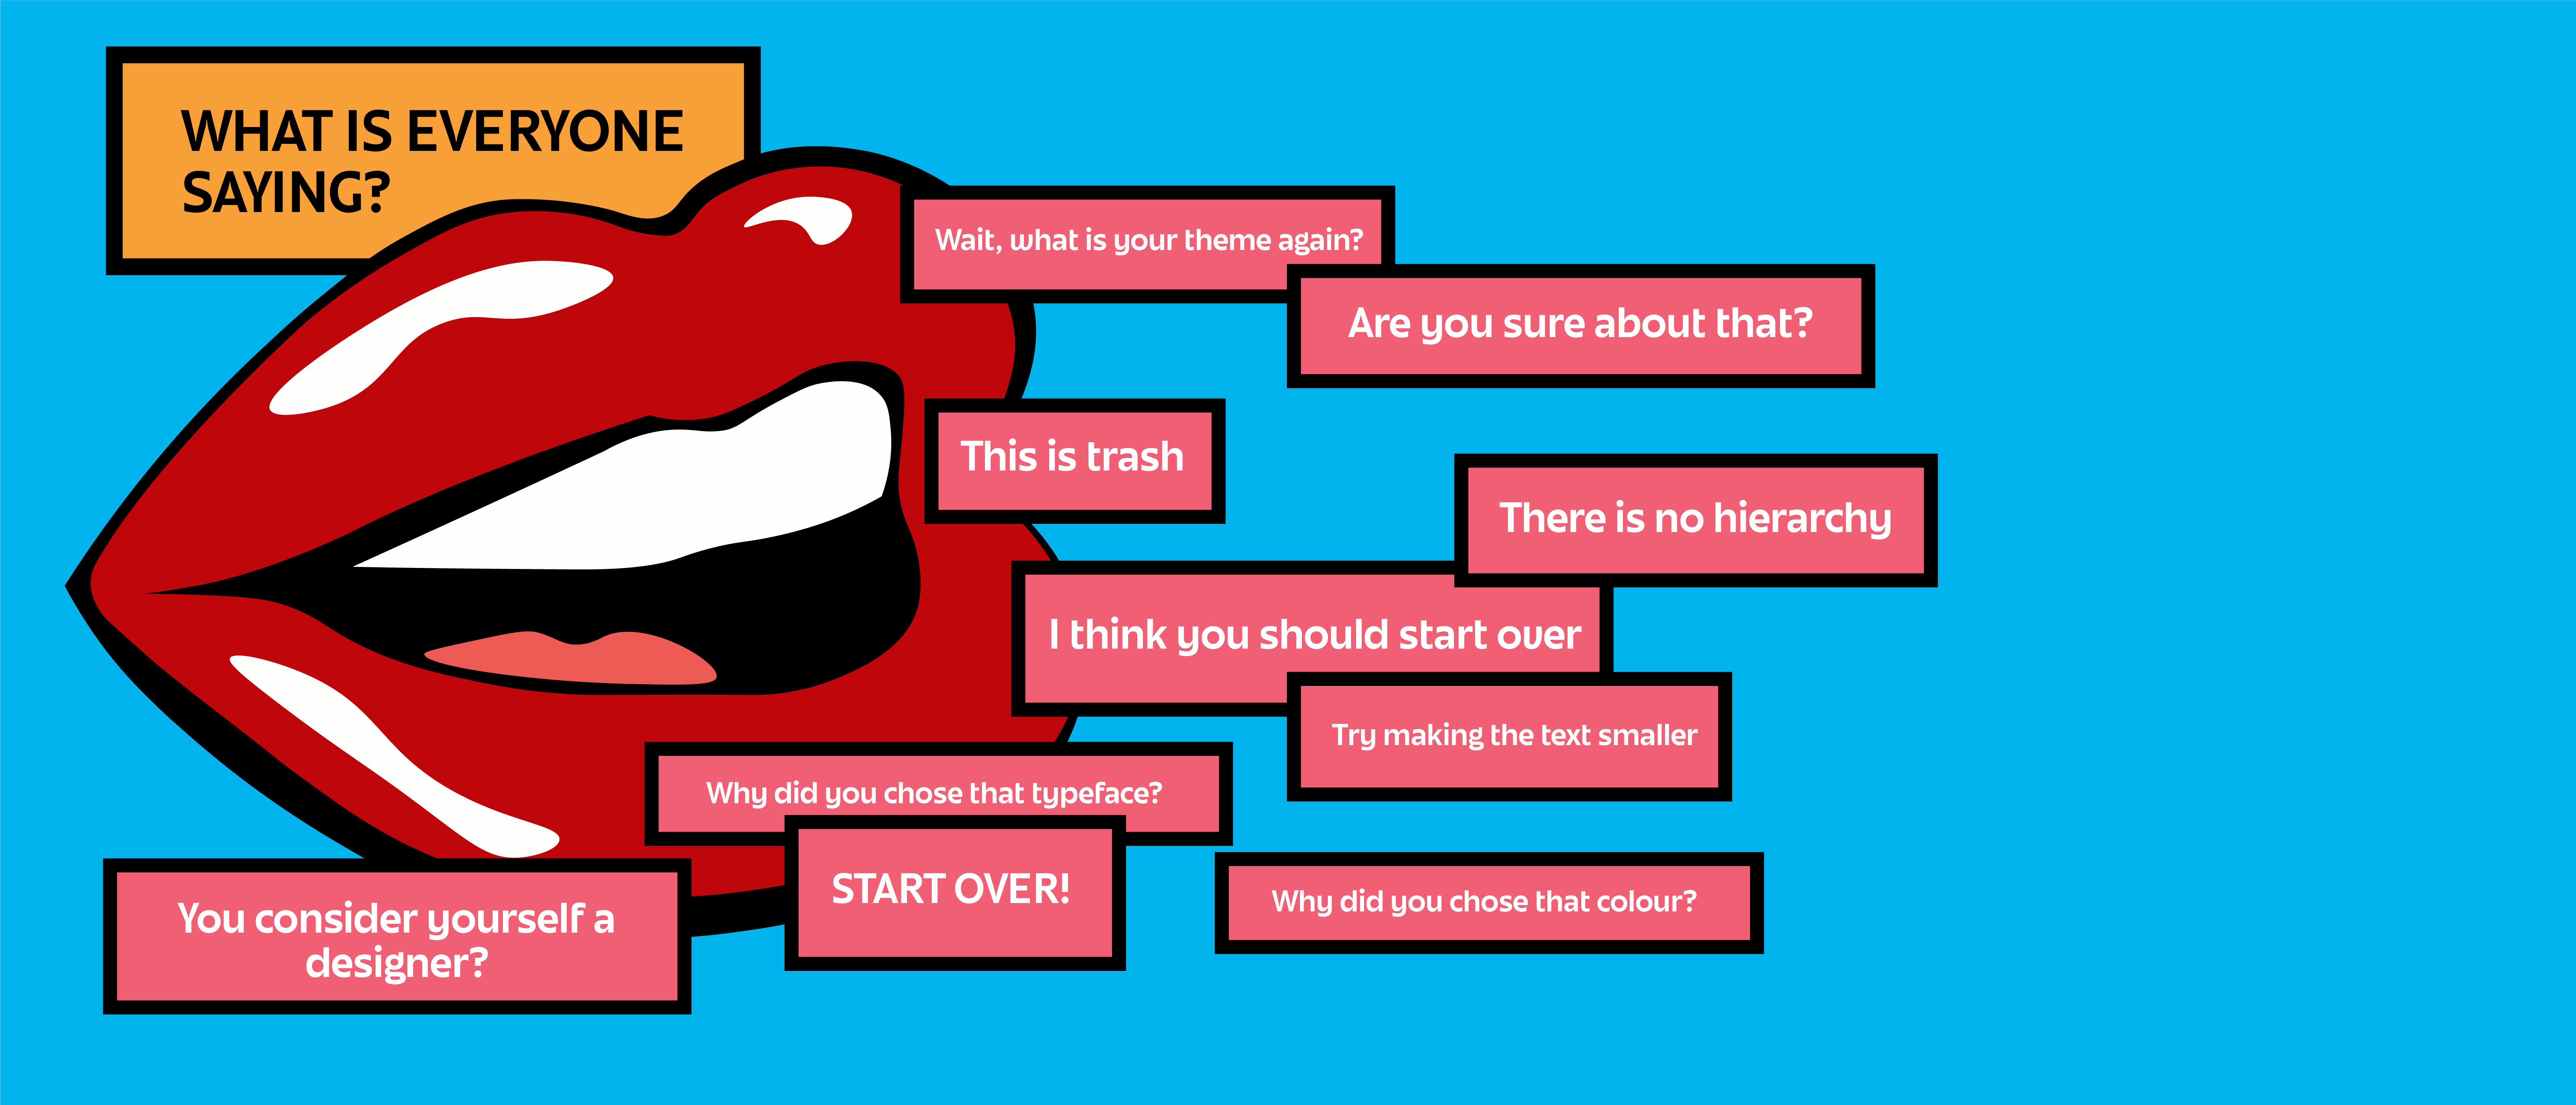 WHAT IS EVERYONE
SAYING?
Wait, what is your theme again?
Are you sure about that?
This is trash
There is no hierarchy
I think you should start over
Try making the text smaller
Why did you chose that typeface?
START OVER!
Why did you chose that colour?
You consider yourself a
designer?